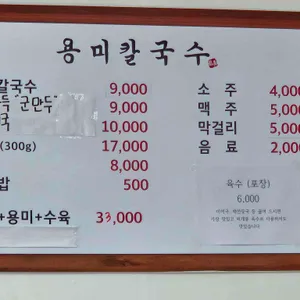 용미칼국수
칼국수 9,000
"군만두" 9,000
국 10,000
(300g) 17,000
8,000
밥 500
+용미+수육 33,000
소 주 4,000
맥 주 5,000
막걸리 5,000
음 료 2,000
육수 (포장)
6,000